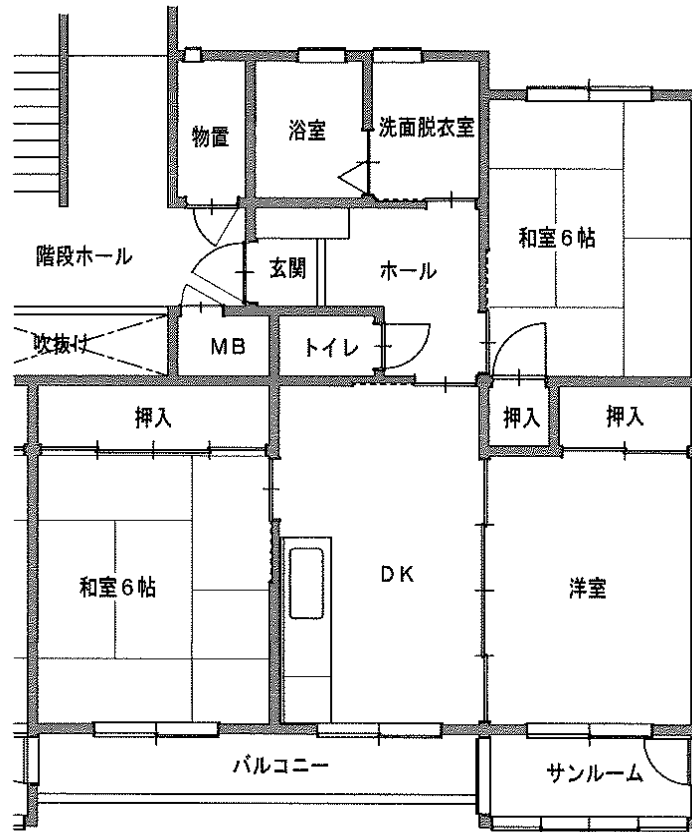 物置
浴室
洗面脱衣室
和室6帖
階段ホール
玄関
ホール
吹抜け
MB
トイレ
押入
押入
押入
和室6帖
DK
洋室
バルコニー
サンルーム